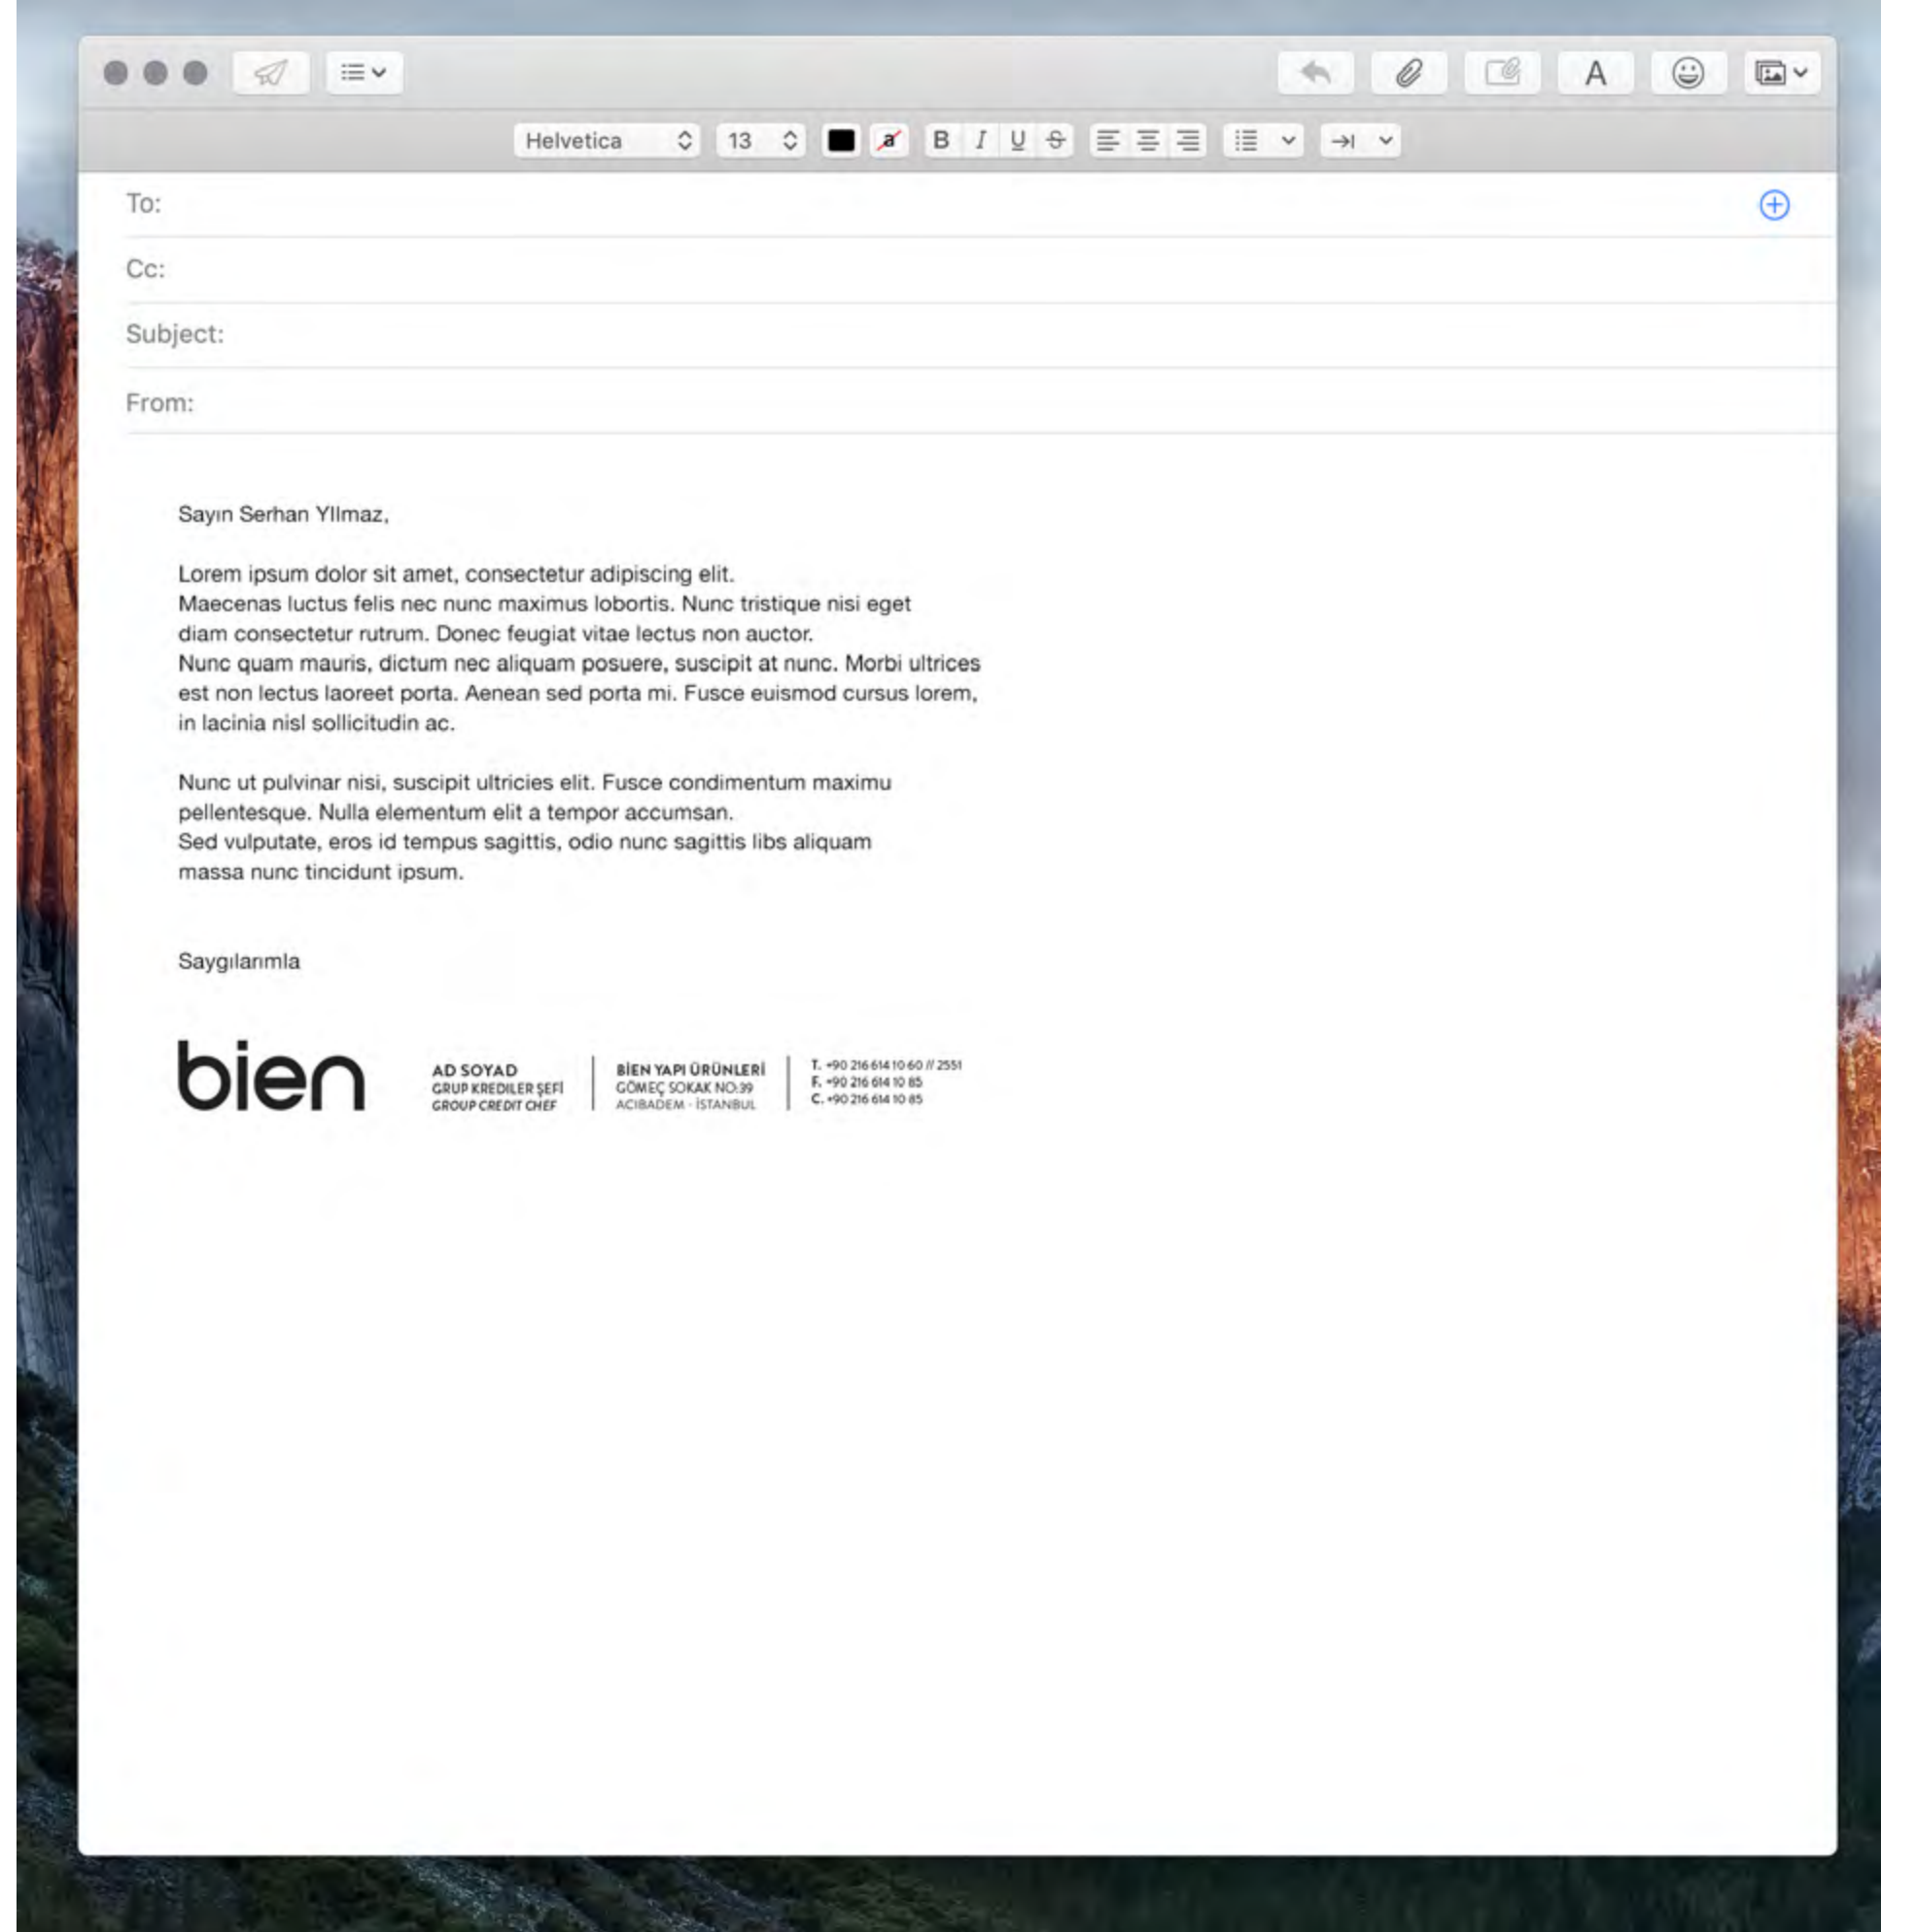 Helvetica 13 a B I U S
A
To:
Cc:
Subject:
From:
Sayın Serhan Yllmaz,
Lorem ipsum dolor sit amet, consectetur adipiscing elit.
Maecenas luctus felis nec nunc maximus lobortis. Nunc tristique nisi eget
diam consectetur rutrum. Donec feugiat vitae lectus non auctor.
Nunc quam mauris, dictum nec aliquam posuere, suscipit at nunc. Morbi ultrices
est non lectus laoreet porta. Aenean sed porta mi. Fusce euismod cursus lorem,
in lacinia nisl sollicitudin ac.
Nunc ut pulvinar nisi, suscipit ultricies elit. Fusce condimentum maximu
pellentesque. Nulla elementum elit a tempor accumsan.
Sed vulputate, eros id tempus sagittis, odio nunc sagittis libs aliquam
massa nunc tincidunt ipsum.
Saygılarımla
bien
AD SOYAD
GRUP KREDILER ŞEFİ
GROUP CREDIT CHEF
BİEN YAPI ÜRÜNLERİ
GÖMEÇ SOKAK NO:39
ACIBADEM - İSTANBUL
T. +90 216 614 10 60 // 2551
F. +90 216 614 10 85
C. +90 216 614 10 85